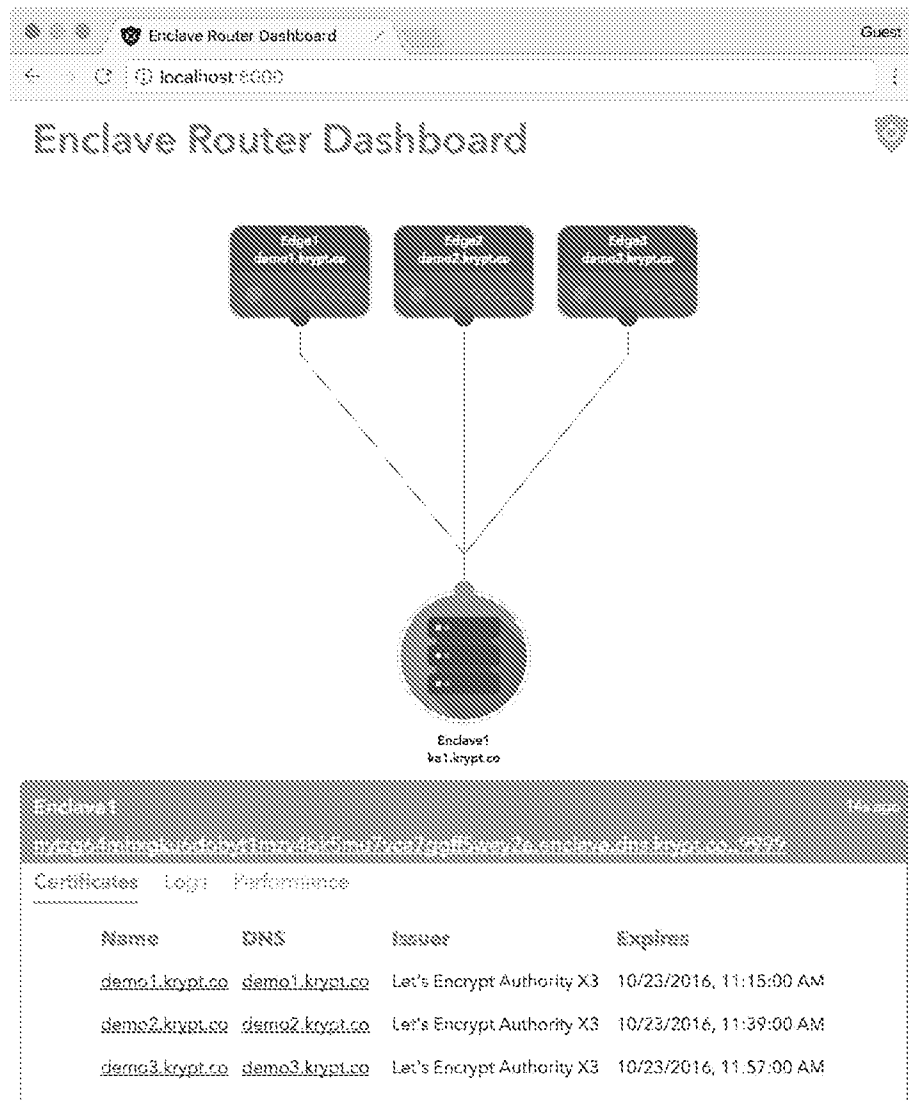 Enclave Router Dashboard
Guest
localhost:8000
Enclave Router Dashboard
Edge1
demo1.krypt.co
Edge2
demo2.krypt.co
Edge3
demo3.krypt.co
Enclave1
ka1.krypt.co
Enclave1
Certificates Logs Performance
Name DNS Issuer Expires
demo1.krypt.co demo1.krypt.co Let's Encrypt Authority X3 10/23/2016, 11:15:00 AM
demo2.krypt.co demo2.krypt.co Let's Encrypt Authority X3 10/23/2016, 11:39:00 AM
demo3.krypt.co demo3.krypt.co Let's Encrypt Authority X3 10/23/2016, 11:57:00 AM